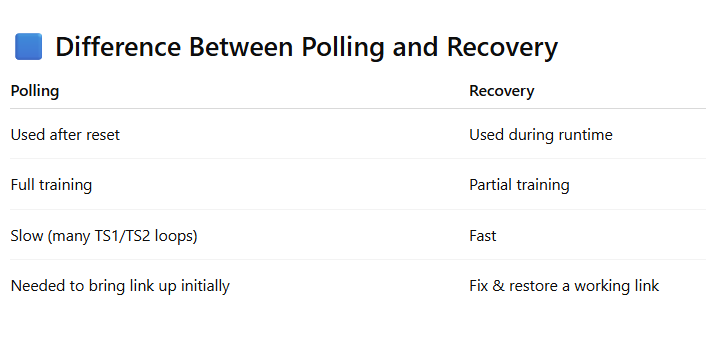 Difference Between Polling and Recovery
Polling Recovery
Used after reset Used during runtime
Full training Partial training
Slow (many TS1/TS2 loops) Fast
Needed to bring link up initially Fix & restore a working link